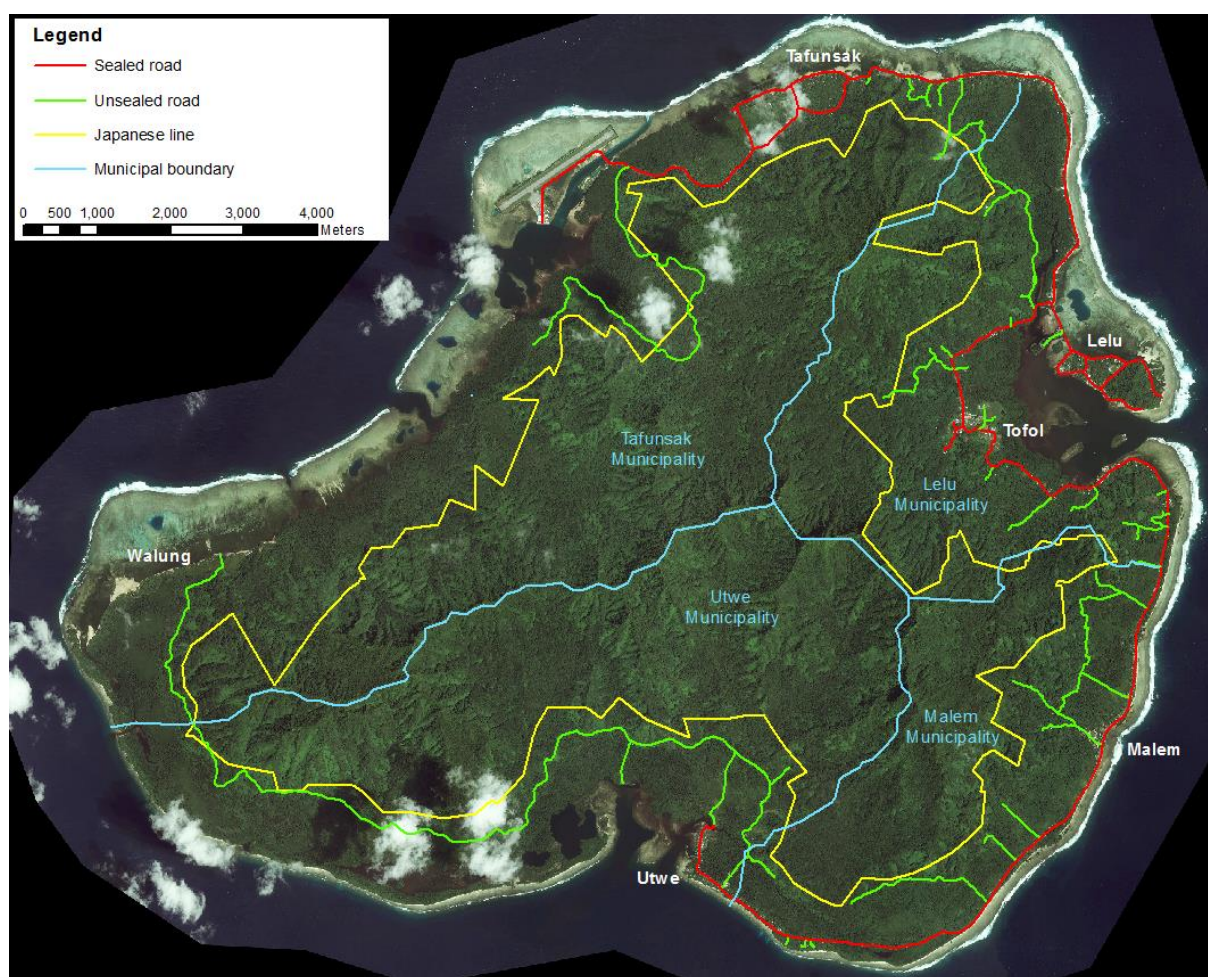 Legend
Sealed road
Unsealed road
Japanese line
Municipal boundary
0 500 1,000 2,000 3,000 4,000
Meters
Tafunsak
Lelu
Tofol
Tafunsak
Municipality
Lelu
Municipality
Walung
Utwe
Municipality
Malem
Municipality
Malem
Utwe